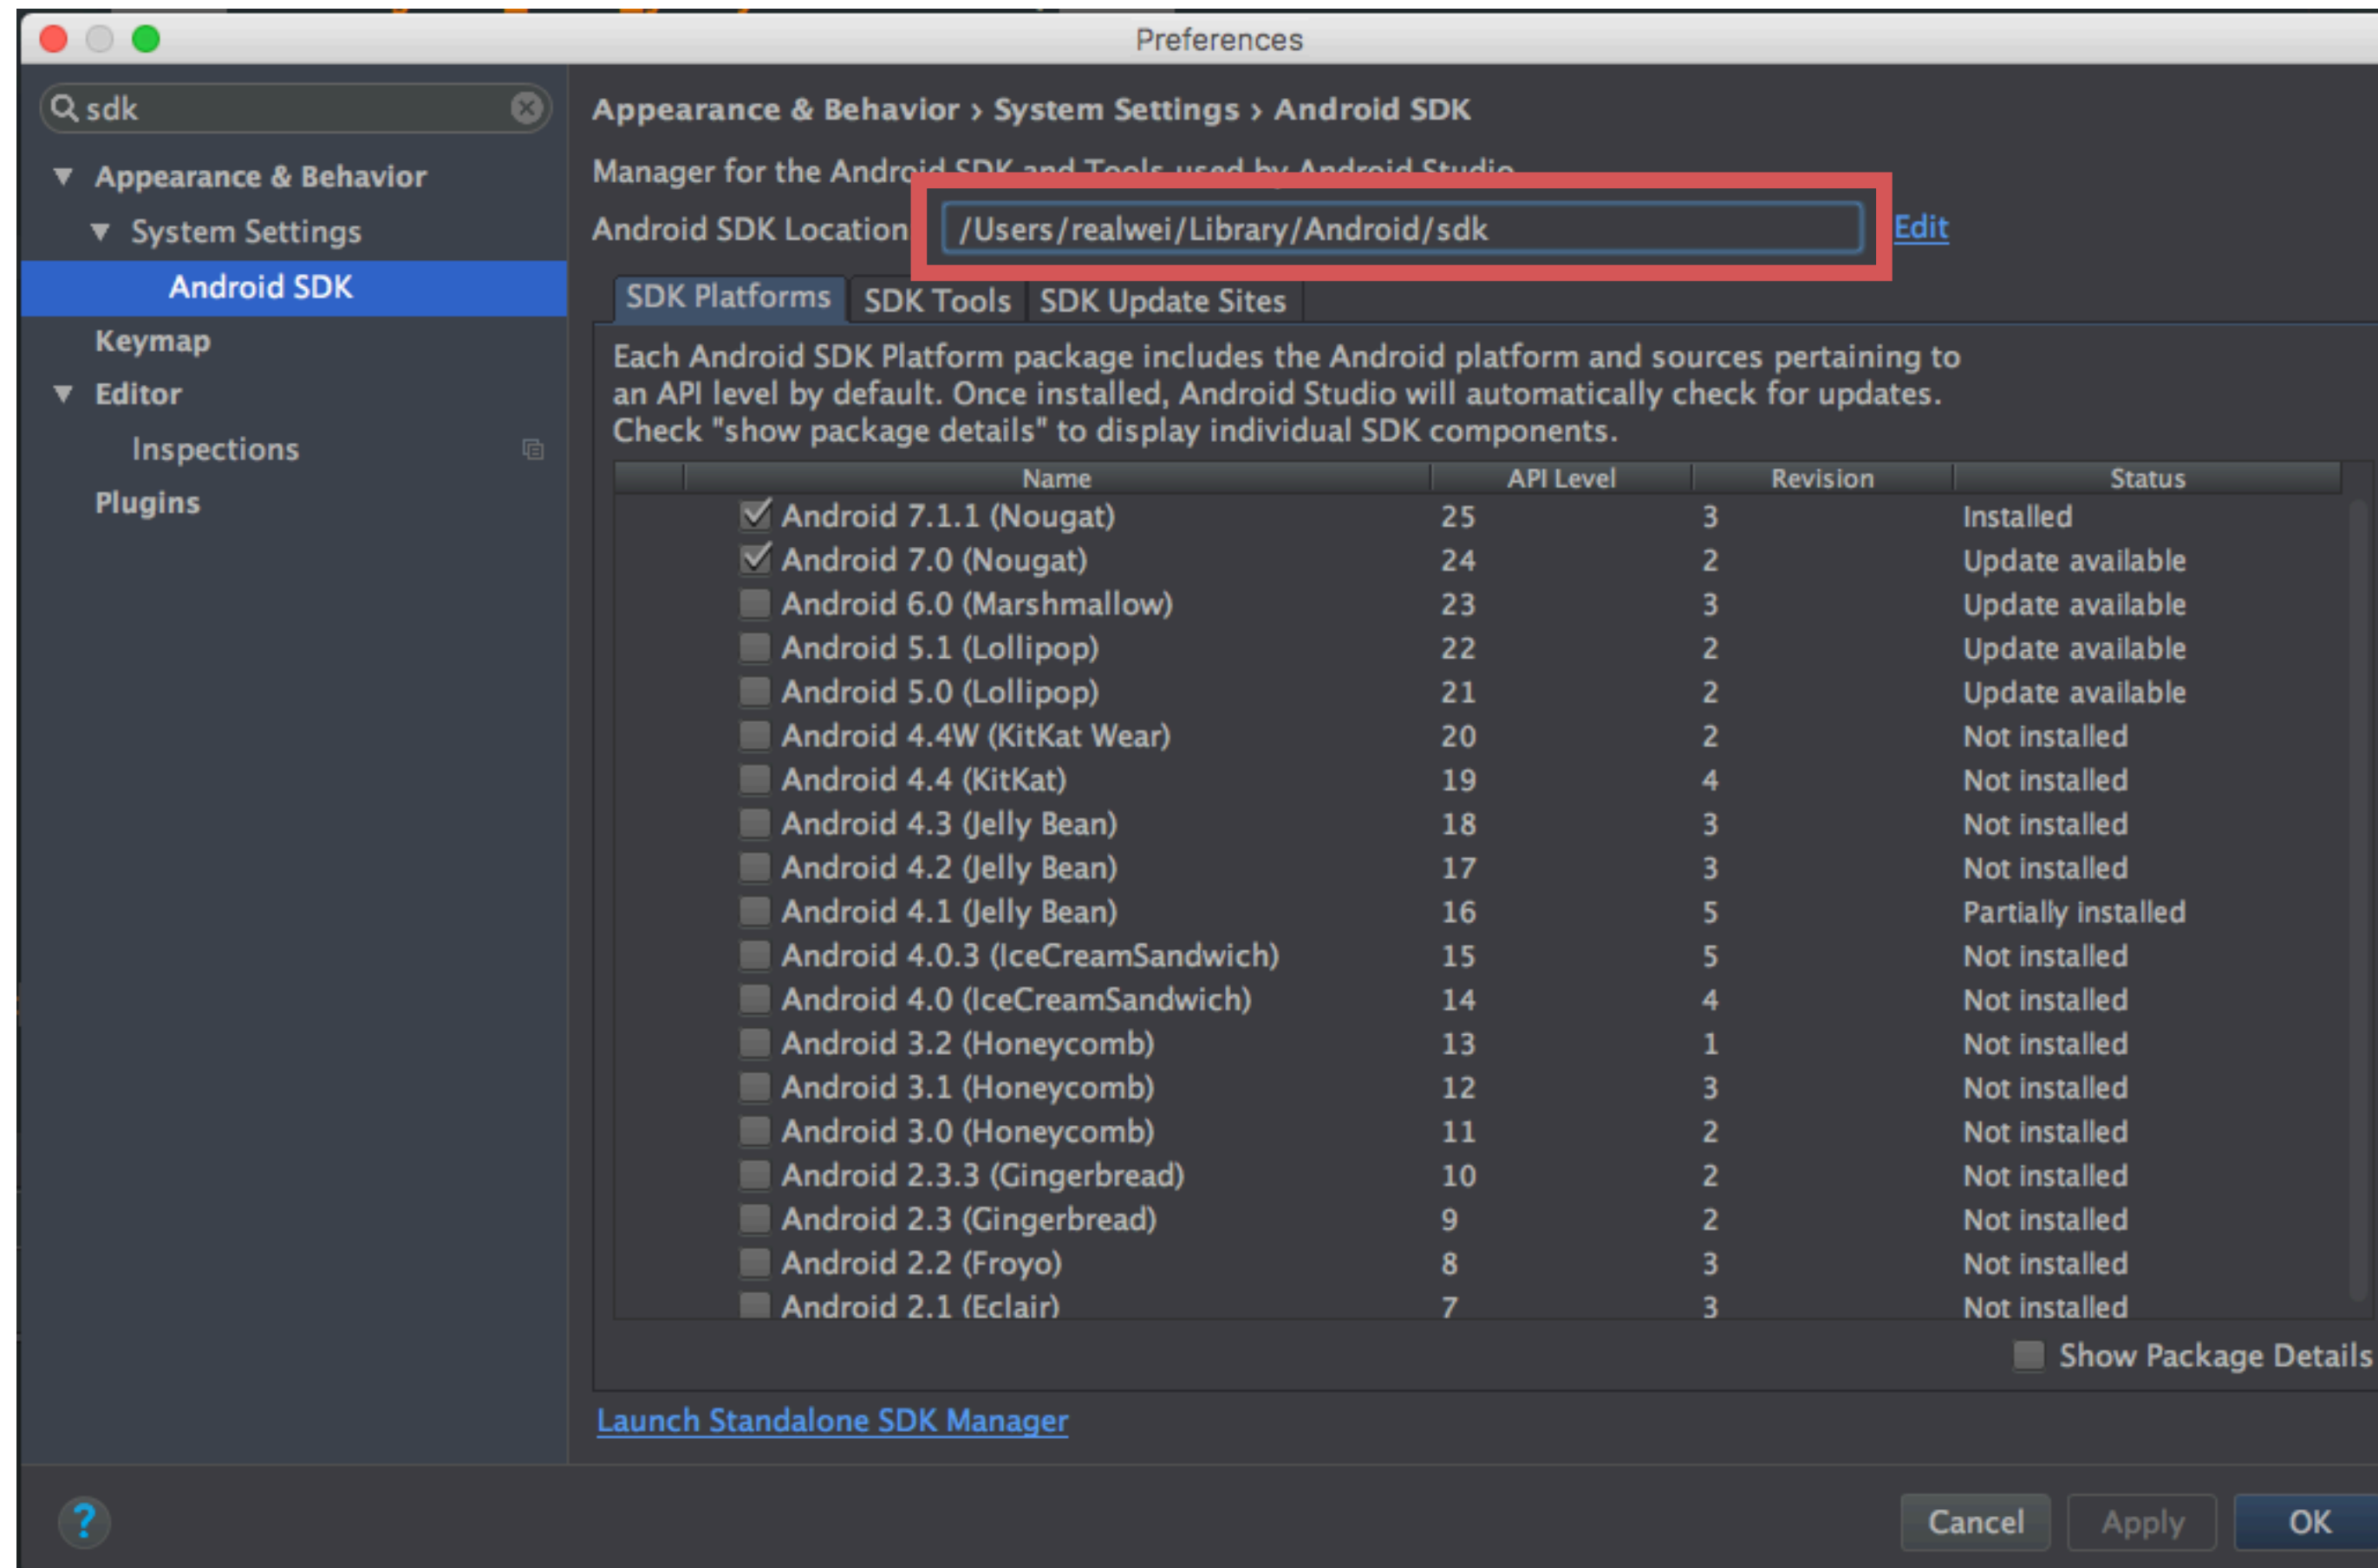 Preferences
sdk
Appearance & Behavior
System Settings
Android SDK
Keymap
Editor
Inspections
Plugins
Appearance & Behavior › System Settings › Android SDK
Manager for the Android SDK and Tools used by Android Studio
Android SDK Location /Users/realwei/Library/Android/sdk Edit
SDK Platforms SDK Tools SDK Update Sites
Each Android SDK Platform package includes the Android platform and sources pertaining to
an API level by default. Once installed, Android Studio will automatically check for updates.
Check "show package details" to display individual SDK components.
Name API Level Revision Status
Android 7.1.1 (Nougat) 25 3 Installed
Android 7.0 (Nougat) 24 2 Update available
Android 6.0 (Marshmallow) 23 3 Update available
Android 5.1 (Lollipop) 22 2 Update available
Android 5.0 (Lollipop) 21 2 Update available
Android 4.4W (KitKat Wear) 20 2 Not installed
Android 4.4 (KitKat) 19 4 Not installed
Android 4.3 (Jelly Bean) 18 3 Not installed
Android 4.2 (Jelly Bean) 17 3 Not installed
Android 4.1 (Jelly Bean) 16 5 Partially installed
Android 4.0.3 (IceCreamSandwich) 15 5 Not installed
Android 4.0 (IceCreamSandwich) 14 4 Not installed
Android 3.2 (Honeycomb) 13 1 Not installed
Android 3.1 (Honeycomb) 12 3 Not installed
Android 3.0 (Honeycomb) 11 2 Not installed
Android 2.3.3 (Gingerbread) 10 2 Not installed
Android 2.3 (Gingerbread) 9 2 Not installed
Android 2.2 (Froyo) 8 3 Not installed
Android 2.1 (Eclair) 7 3 Not installed
Show Package Details
Launch Standalone SDK Manager
? Cancel Apply OK